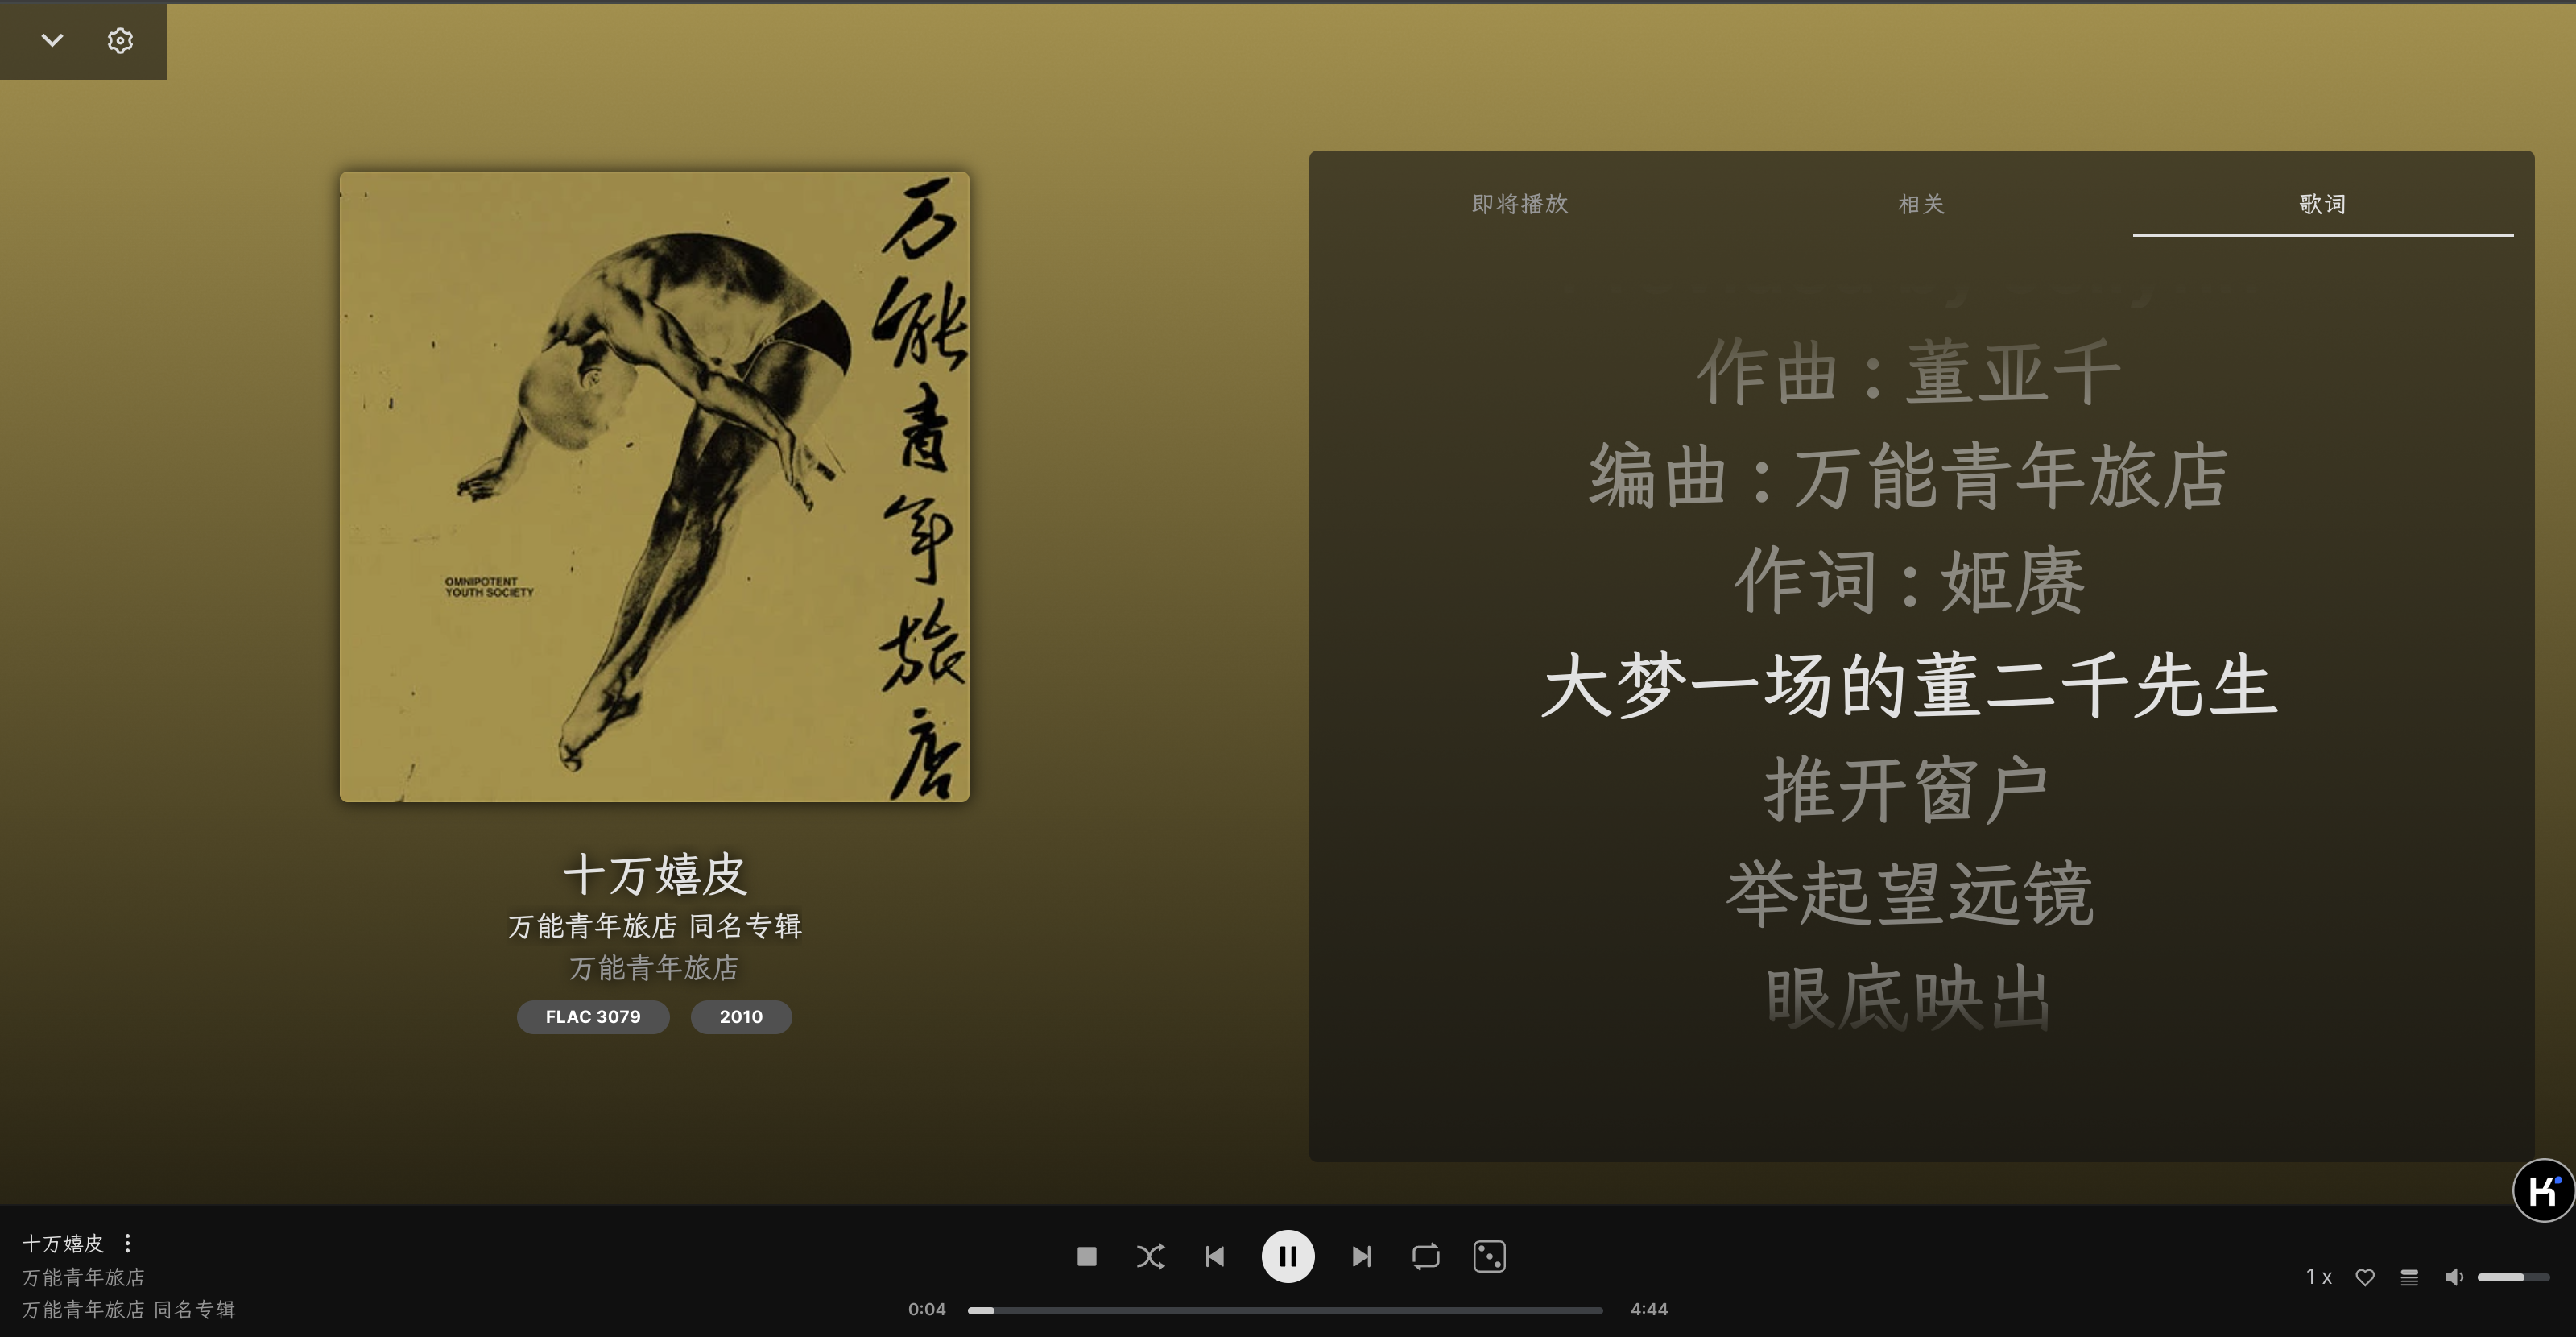 万能青年旅店
OMNIPOTENT
YOUTH SOCIETY
十万嬉皮
万能青年旅店 同名专辑
万能青年旅店
FLAC 3079
2010
即将播放
相关
歌词
作曲：董亚千
编曲：万能青年旅店
作词：姬赓
大梦一场的董二千先生
推开窗户
举起望远镜
眼底映出
十万嬉皮
万能青年旅店
万能青年旅店 同名专辑
0:04
4:44
1 x